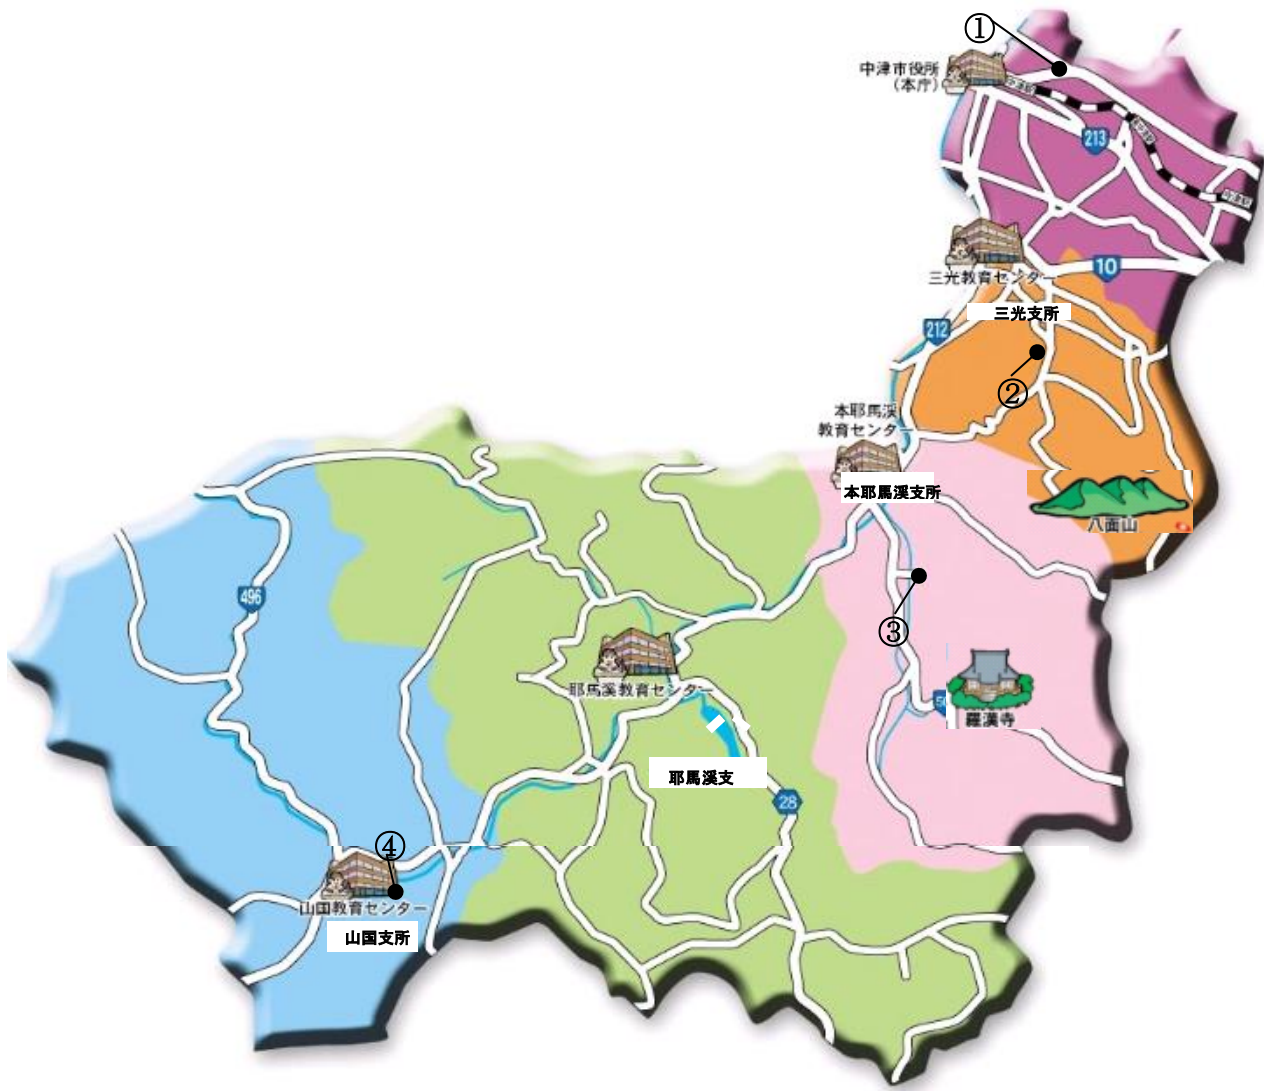 ①
中津市役所
(本庁)
213
三光教育センター
10
三光支所
212
②
本耶馬渓
教育センター
本耶馬渓支所
八面山
496
③
耶馬溪教育センター
羅漢寺
耶馬溪支
28
④
山国教育センター
山国支所